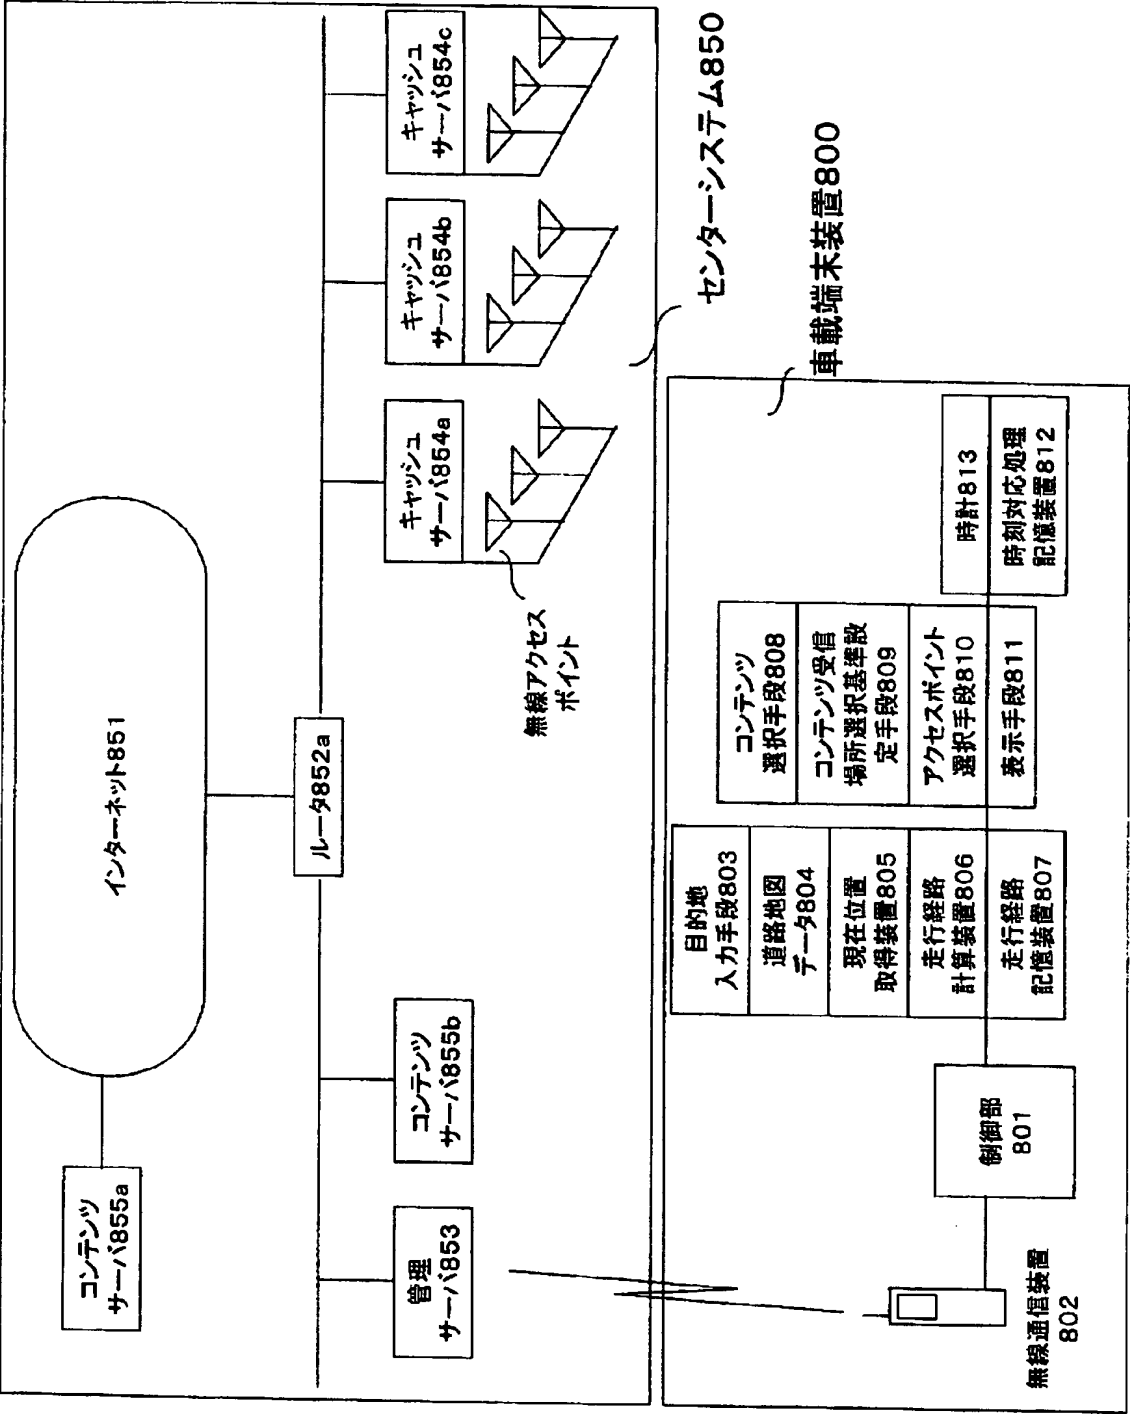 コンテンツ
サーバ855a
インターネット851
ルータ852a
管理
サーバ853
コンテンツ
サーバ855b
キャッシュ
サーバ854a
キャッシュ
サーバ854b
キャッシュ
サーバ854c
無線アクセス
ポイント
センターシステム850
車載端末装置800
無線通信装置
802
制御部
801
目的地
入力手段803
道路地図
データ804
現在位置
取得装置805
走行経路
計算装置806
走行経路
記憶装置807
コンテンツ
選択手段808
コンテンツ受信
場所選択基準設
定手段809
アクセスポイント
選択手段810
表示手段811
時計813
時刻対応処理
記憶装置812